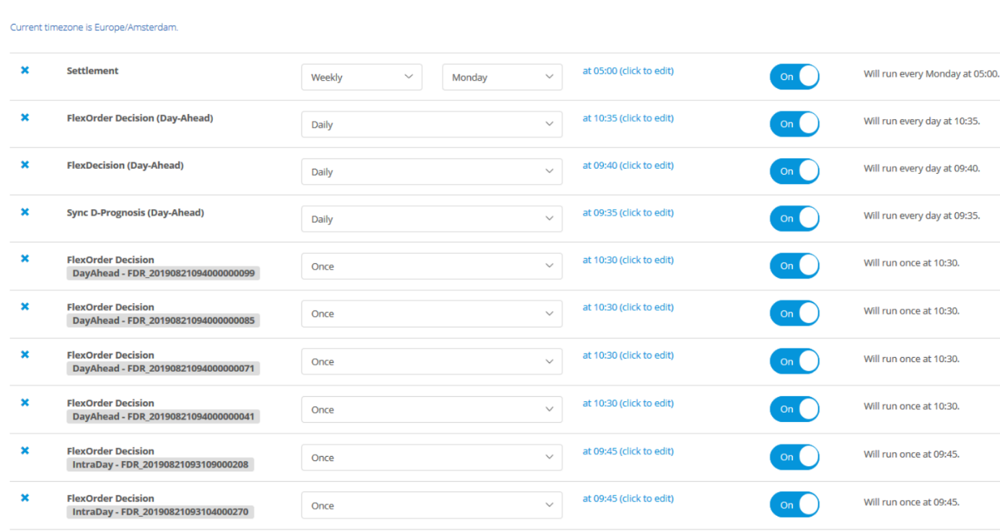 Current timezone is Europe/Amsterdam.
Settlement Weekly Monday at 05:00 (click to edit) On Will run every Monday at 05:00.
FlexOrder Decision (Day-Ahead) Daily at 10:35 (click to edit) On Will run every day at 10:35.
FlexDecision (Day-Ahead) Daily at 09:40 (click to edit) On Will run every day at 09:40.
Sync D-Prognosis (Day-Ahead) Daily at 09:35 (click to edit) On Will run every day at 09:35.
FlexOrder Decision Once at 10:30 (click to edit) On Will run once at 10:30.
DayAhead - FDR_20190821094000000099
FlexOrder Decision Once at 10:30 (click to edit) On Will run once at 10:30.
DayAhead - FDR_20190821094000000085
FlexOrder Decision Once at 10:30 (click to edit) On Will run once at 10:30.
DayAhead - FDR_20190821094000000071
FlexOrder Decision Once at 10:30 (click to edit) On Will run once at 10:30.
DayAhead - FDR_20190821094000000041
FlexOrder Decision Once at 09:45 (click to edit) On Will run once at 09:45.
IntraDay - FDR_20190821093109000208
FlexOrder Decision Once at 09:45 (click to edit) On Will run once at 09:45.
IntraDay - FDR_20190821093104000270